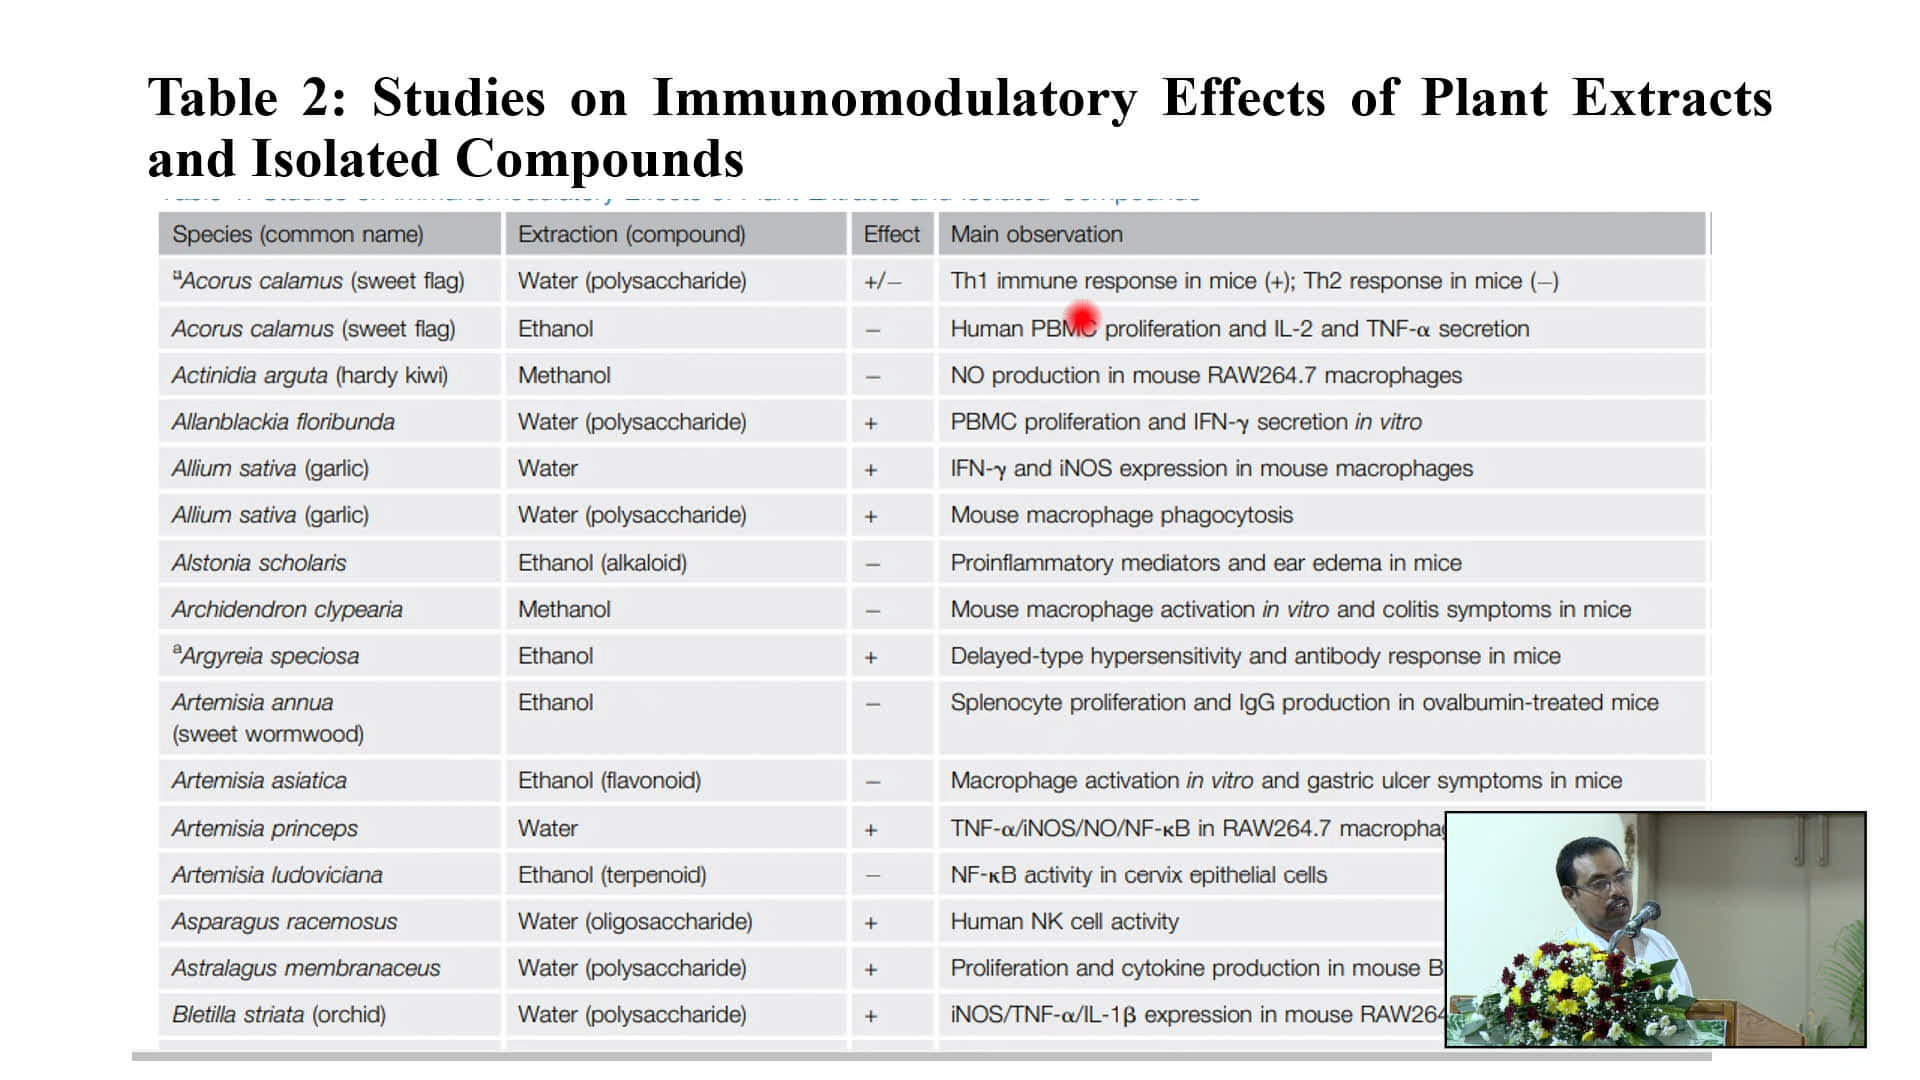 Table 2: Studies on Immunomodulatory Effects of Plant Extracts
and Isolated Compounds
Species (common name) Extraction (compound) Effect Main observation
ᵃAcorus calamus (sweet flag) Water (polysaccharide) +/− Th1 immune response in mice (+); Th2 response in mice (−)
Acorus calamus (sweet flag) Ethanol − Human PBMC proliferation and IL-2 and TNF-α secretion
Actinidia arguta (hardy kiwi) Methanol − NO production in mouse RAW264.7 macrophages
Allanblackia floribunda Water (polysaccharide) + PBMC proliferation and IFN-γ secretion in vitro
Allium sativa (garlic) Water + IFN-γ and iNOS expression in mouse macrophages
Allium sativa (garlic) Water (polysaccharide) + Mouse macrophage phagocytosis
Alstonia scholaris Ethanol (alkaloid) − Proinflammatory mediators and ear edema in mice
Archidendron clypearia Methanol − Mouse macrophage activation in vitro and colitis symptoms in mice
ᵃArgyreia speciosa Ethanol + Delayed-type hypersensitivity and antibody response in mice
Artemisia annua Ethanol − Splenocyte proliferation and IgG production in ovalbumin-treated mice
(sweet wormwood)
Artemisia asiatica Ethanol (flavonoid) − Macrophage activation in vitro and gastric ulcer symptoms in mice
Artemisia princeps Water + TNF-α/iNOS/NO/NF-κB in RAW264.7
Artemisia ludoviciana Ethanol (terpenoid) − NF-κB activity in cervix epithelial cells
Asparagus racemosus Water (oligosaccharide) + Human NK cell activity
Astralagus membranaceus Water (polysaccharide) + Proliferation and cytokine production in mouse B
Bletilla striata (orchid) Water (polysaccharide) + iNOS/TNF-α/IL-1β expression in mouse